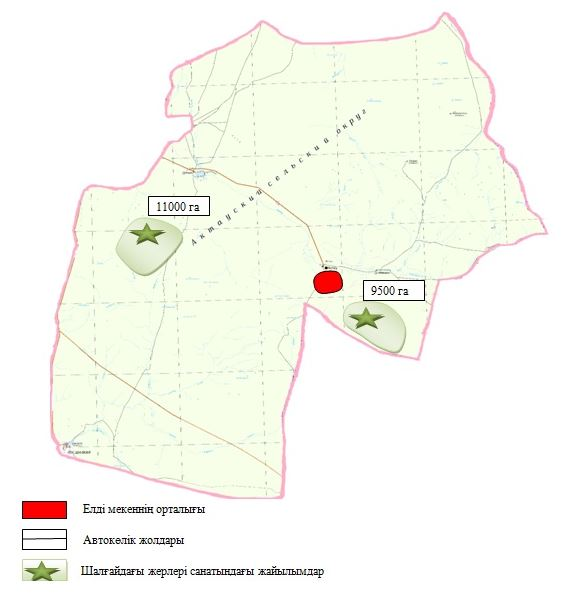 Актауский сельский округ
11000 га
9500 га
Елді мекеннің орталығы
Автокөлік жолдары
Шалғайдағы жерлері санатындағы жайылымдар